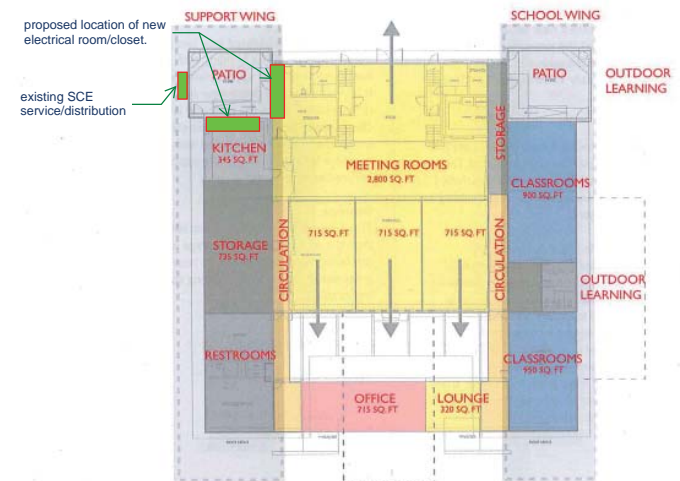 SUPPORT WING
SCHOOL WING
proposed location of new
electrical room/closet.
existing SCE
service/distribution
PATIO
PATIO
OUTDOOR
LEARNING
KITCHEN
345 SQ. FT
STORAGE
MEETING ROOMS
2,800 SQ. FT
CLASSROOMS
900 SQ. FT
STORAGE
735 SQ. FT
CIRCULATION
715 SQ. FT
715 SQ. FT
715 SQ. FT
CIRCULATION
OUTDOOR
LEARNING
RESTROOMS
CLASSROOMS
950 SQ. FT
OFFICE
715 SQ. FT
LOUNGE
320 SQ. FT